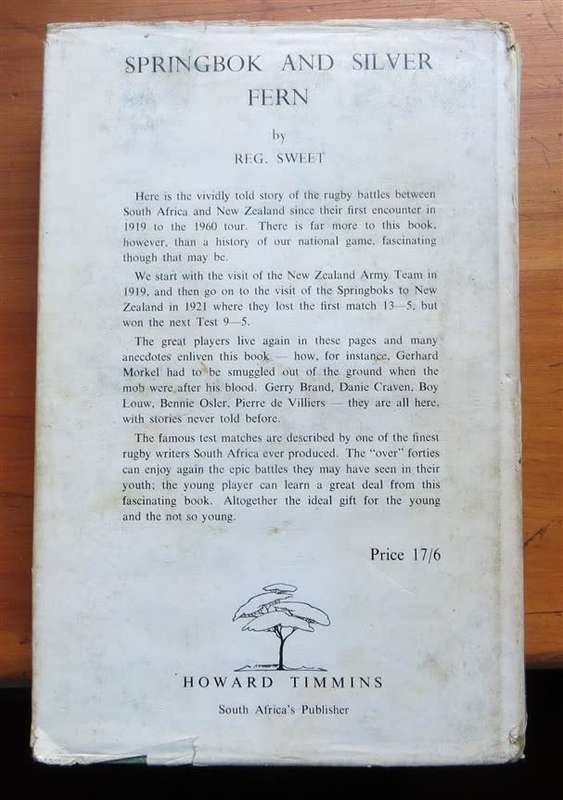 SPRINGBOK AND SILVER
FERN
by
REG. SWEET
Here is the vividly told story of the rugby battles between
South Africa and New Zealand since their first encounter in
1919 to the 1960 tour. There is far more to this book,
however, than a history of our national game, fascinating
though that may be.
We start with the visit of the New Zealand Army Team in
1919, and then go on to the visit of the Springboks to New
Zealand in 1921 where they lost the first match 13—5, but
won the next Test 9—5.
The great players live again in these pages and many
anecdotes enliven this book — how, for instance, Gerhard
Morkel had to be smuggled out of the ground when the
mob were after his blood. Gerry Brand, Danie Craven, Boy
Louw, Bennie Osler, Pierre de Villiers — they are all here,
with stories never told before.
The famous test matches are described by one of the finest
rugby writers South Africa ever produced. The "over" forties
can enjoy again the epic battles they may have seen in their
youth; the young player can learn a great deal from this
fascinating book. Altogether the ideal gift for the young
and the not so young.
Price 17/6
HOWARD TIMMINS
South Africa's Publisher